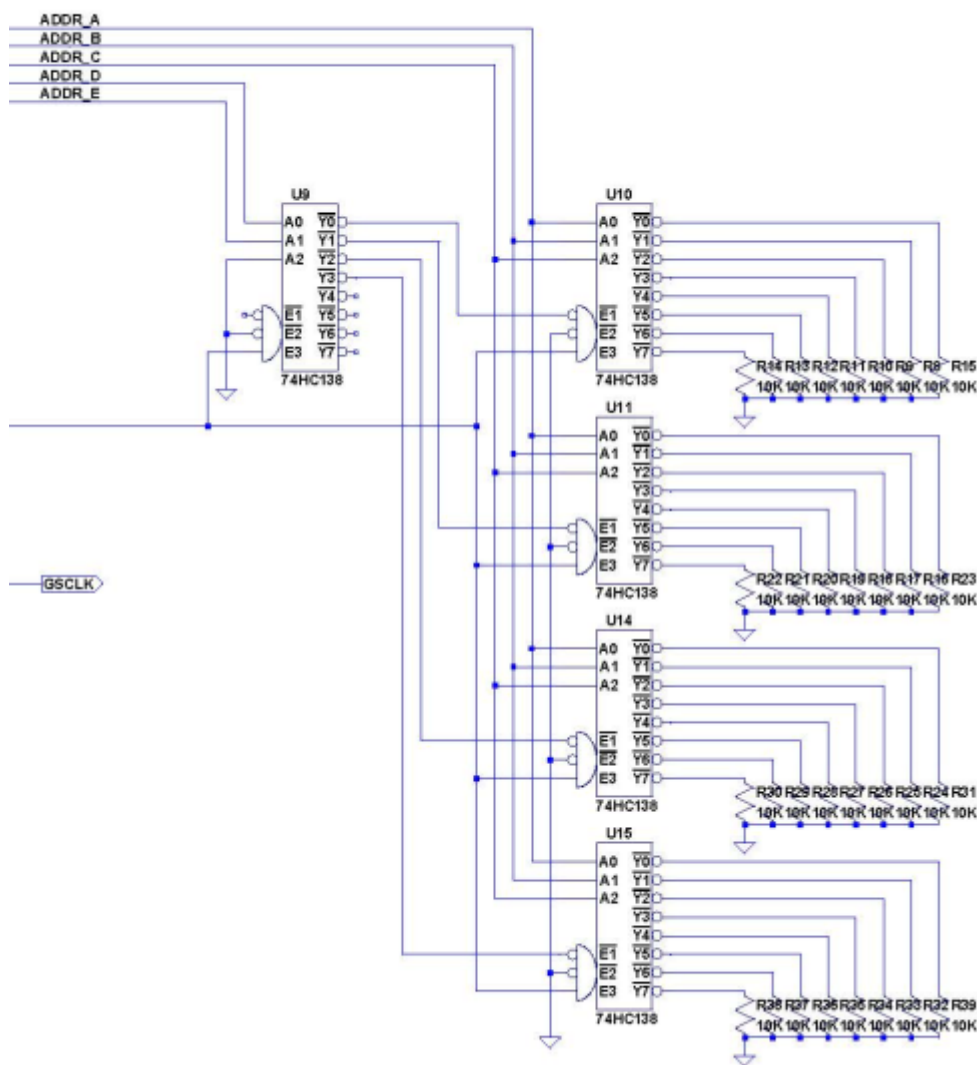 ADDR_A
ADDR_B
ADDR_C
ADDR_D
ADDR_E
U9
A0 Y0
A1 Y1
A2 Y2
Y3
Y4
E1 Y5
E2 Y6
E3 Y7
74HC138
U10
A0 Y0
A1 Y1
A2 Y2
Y3
Y4
E1 Y5
E2 Y6
E3 Y7
74HC138
R14 R13 R12 R11 R10 R9 R8 R15
10K 10K 10K 10K 10K 10K 10K 10K
U11
A0 Y0
A1 Y1
A2 Y2
Y3
Y4
E1 Y5
E2 Y6
E3 Y7
74HC138
R22 R21 R20 R19 R17 R16 R23
10K 10K 10K 10K 10K 10K 10K 10K
GSCLK
U14
A0 Y0
A1 Y1
A2 Y2
Y3
Y4
E1 Y5
E2 Y6
E3 Y7
74HC138
R30 R29 R28 R27 R26 R25 R24 R31
10K 10K 10K 10K 10K 10K 10K 10K
U15
A0 Y0
A1 Y1
A2 Y2
Y3
Y4
E1 Y5
E2 Y6
E3 Y7
74HC138
R38 R37 R35 R34 R33 R32 R39
10K 10K 10K 10K 10K 10K 10K 10K